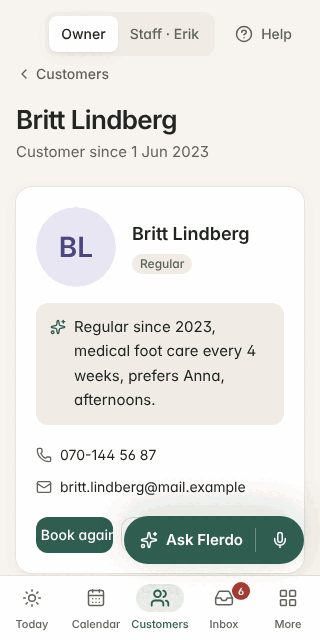 Owner
Staff · Erik
Help
Customers
Britt Lindberg
Customer since 1 Jun 2023
BL
Britt Lindberg
Regular
Regular since 2023,
medical foot care every 4
weeks, prefers Anna,
afternoons.
070-144 56 87
britt.lindberg@mail.example
Book again
Ask Flerdo
Today
Calendar
Customers
6
Inbox
More